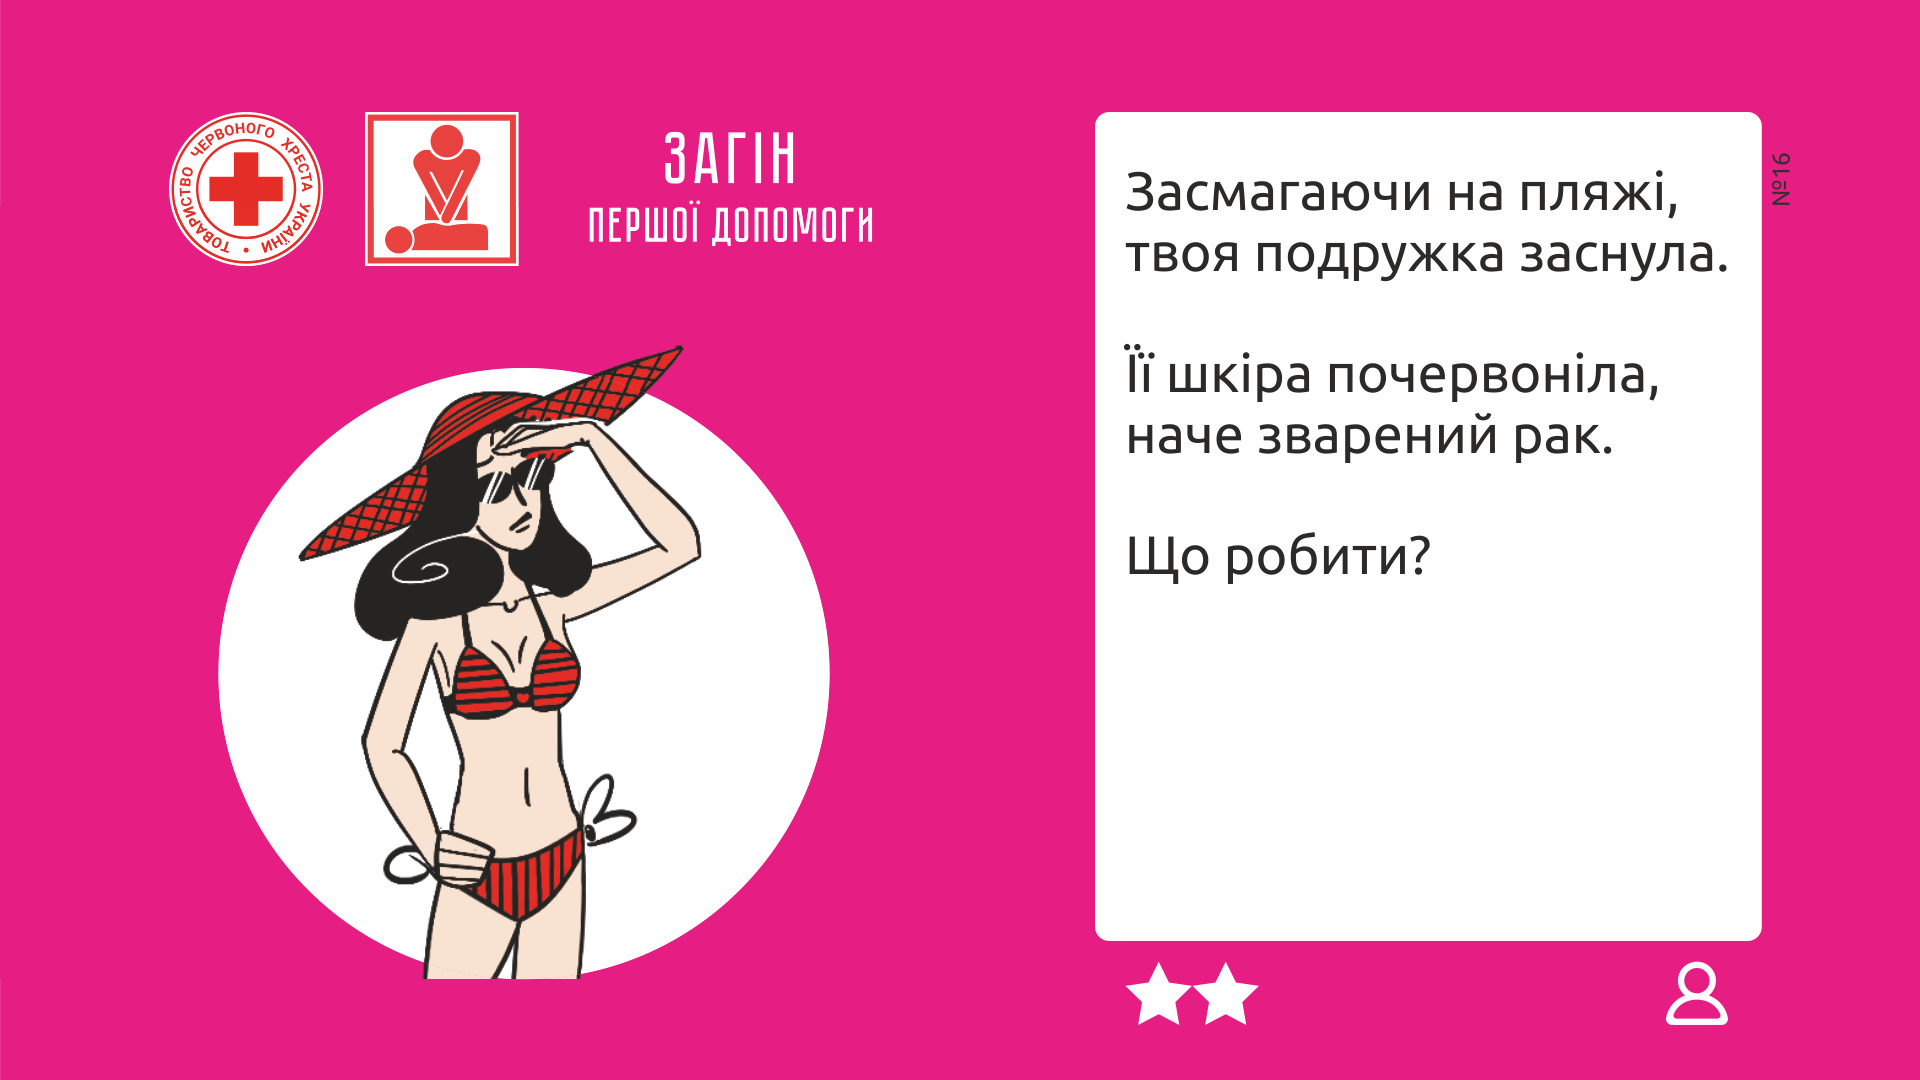 ТОВАРИСТВО ЧЕРВОНОГО ХРЕСТА УКРАЇНИ •
ЗАГІН
ПЕРШОЇ ДОПОМОГИ
Засмагаючи на пляжі,
твоя подружка заснула.
Її шкіра почервоніла,
наче зварений рак.
Що робити?
№16